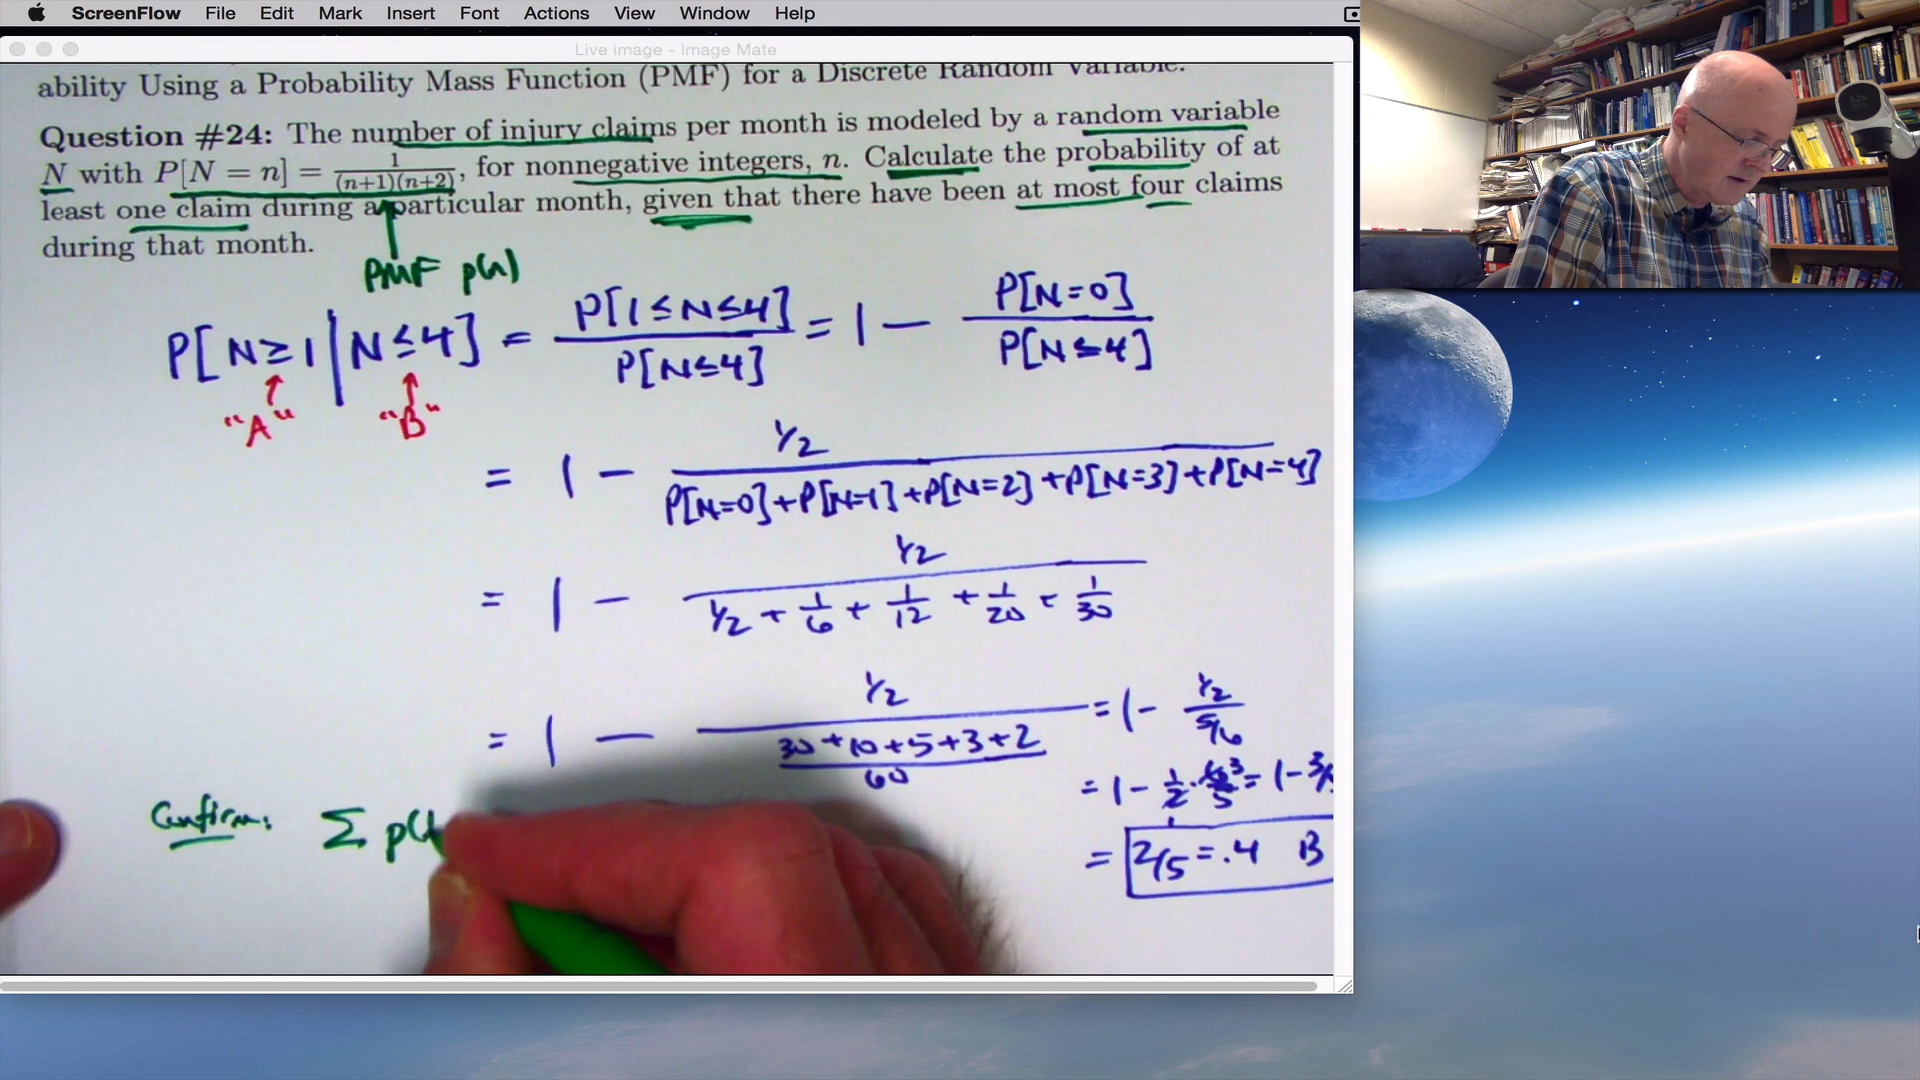 ScreenFlow File Edit Mark Insert Font Actions View Window Help
Live image - Image Mate
ability Using a Probability Mass Function (PMF) for a Discrete Random Variable.
Question #24: The number of injury claims per month is modeled by a random variable
N with P[N = n] = 1/((n+1)(n+2)), for nonnegative integers, n. Calculate the probability of at
least one claim during a particular month, given that there have been at most four claims
during that month.
PMF p(n)
P[N≥1|N≤4] = P[1≤N≤4]/P[N≤4] = 1 - P[N=0]/P[N≤4]
"A" "B"
= 1 - (1/2)/(P[N=0]+P[N=1]+P[N=2]+P[N=3]+P[N=4])
= 1 - (1/2)/(1/2 + 1/6 + 1/12 + 1/20 + 1/30)
= 1 - (1/2)/((30+10+5+3+2)/60) = 1 - (1/2)/(5/6)
= 1 - 1/2 · 6 3/5 = 1 - 3/5
= 2/5 = .4 B
Confirm: Σ p(